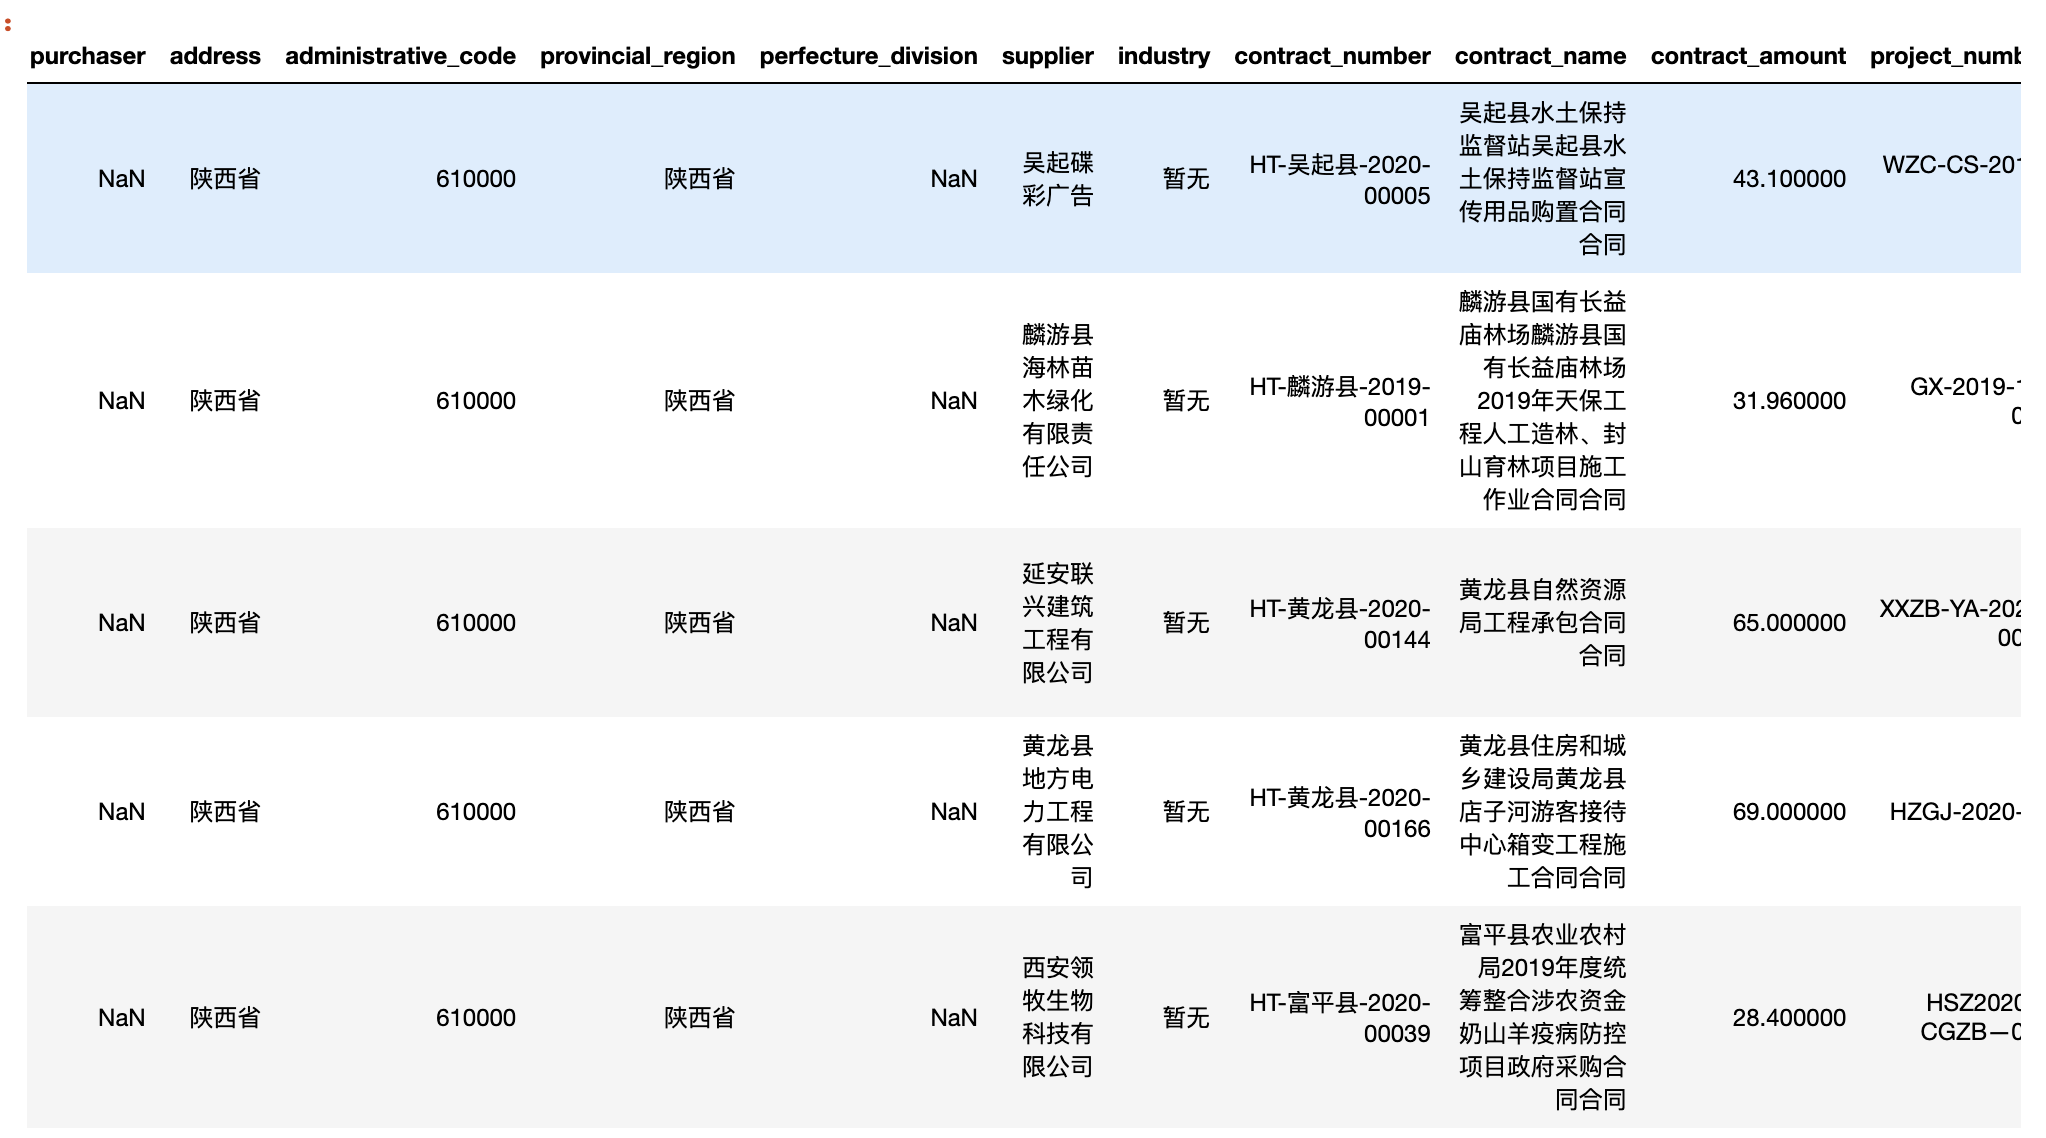 purchaser address administrative_code provincial_region perfecture_division supplier industry contract_number contract_name contract_amount project_numb
NaN 陕西省 610000 陕西省 NaN
吴起碟
彩广告
暂无
HT-吴起县-2020-
00005
吴起县水土保持
监督站吴起县水
土保持监督站宣
传用品购置合同
合同
43.100000
WZC-CS-201
NaN 陕西省 610000 陕西省 NaN
麟游县
海林苗
木绿化
有限责
任公司
暂无
HT-麟游县-2019-
00001
麟游县国有长益
庙林场麟游县国
有长益庙林场
2019年天保工
程人工造林、封
山育林项目施工
作业合同合同
31.960000
GX-2019-1
0
NaN 陕西省 610000 陕西省 NaN
延安联
兴建筑
工程有
限公司
暂无
HT-黄龙县-2020-
00144
黄龙县自然资源
局工程承包合同
合同
65.000000
XXZB-YA-202
00
NaN 陕西省 610000 陕西省 NaN
黄龙县
地方电
力工程
有限公
司
暂无
HT-黄龙县-2020-
00166
黄龙县住房和城
乡建设局黄龙县
店子河游客接待
中心箱变工程施
工合同合同
69.000000
HZGJ-2020-
NaN 陕西省 610000 陕西省 NaN
西安领
牧生物
科技有
限公司
暂无
HT-富平县-2020-
00039
富平县农业农村
局2019年度统
筹整合涉农资金
奶山羊疫病防控
项目政府采购合
同合同
28.400000
HSZ2020
CGZB—0